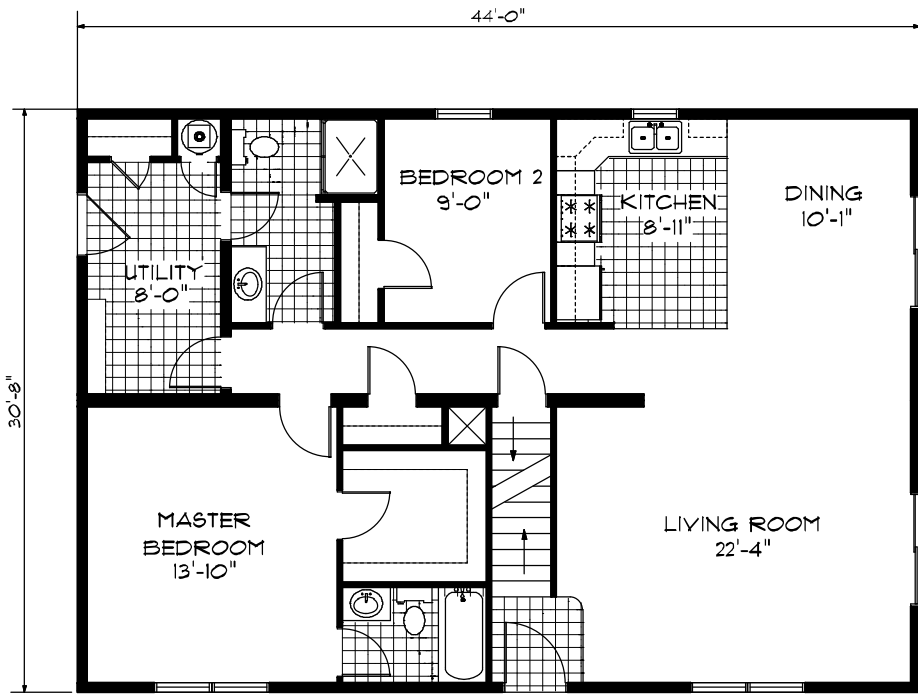 44'-0"
BEDROOM 2
9'-0"
KITCHEN
8'-11"
DINING
10'-1"
UTILITY
8'-0"
30'-8"
MASTER
BEDROOM
13'-10"
LIVING ROOM
22'-4"